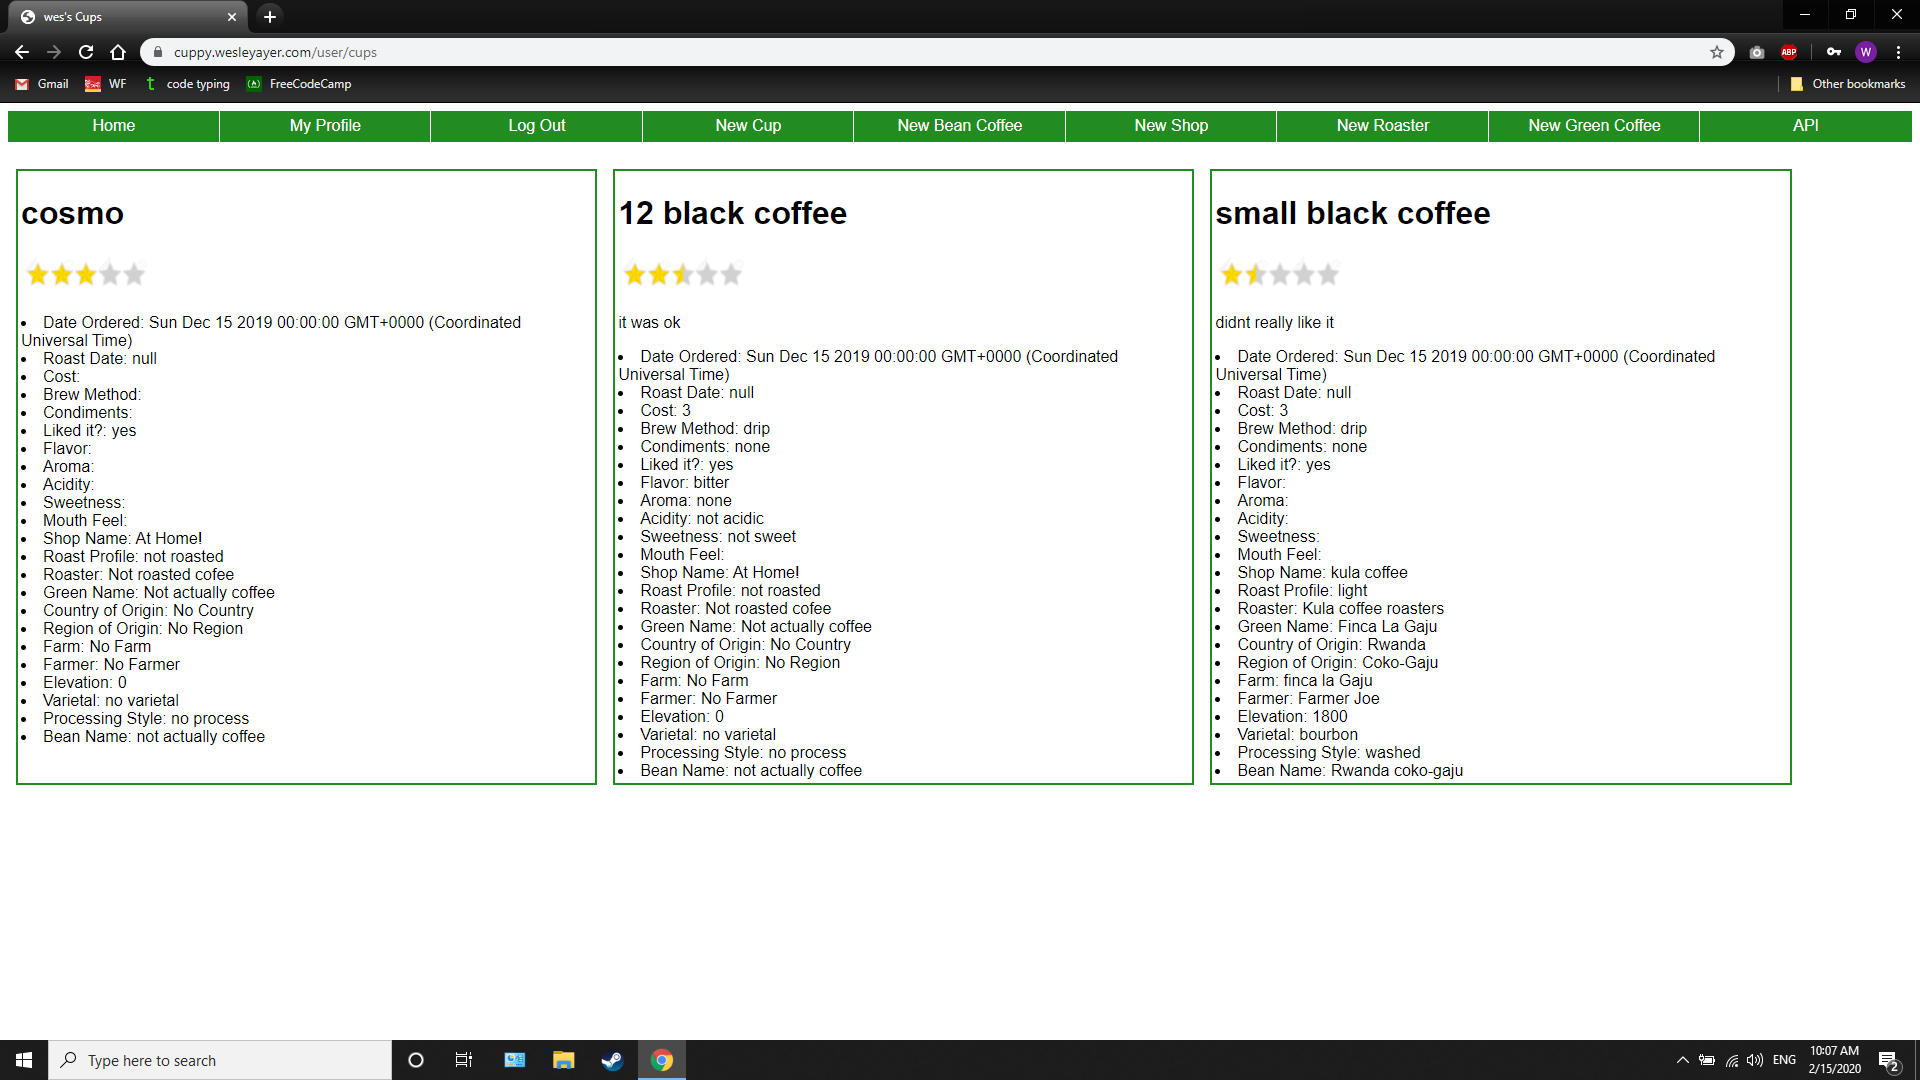 wes's Cups
cuppy.wesleyayer.com/user/cups
ABP
W
Gmail
WF
code typing
FreeCodeCamp
Other bookmarks
Home
My Profile
Log Out
New Cup
New Bean Coffee
New Shop
New Roaster
New Green Coffee
API
cosmo
Date Ordered: Sun Dec 15 2019 00:00:00 GMT+0000 (Coordinated
Universal Time)
Roast Date: null
Cost:
Brew Method:
Condiments:
Liked it?: yes
Flavor:
Aroma:
Acidity:
Sweetness:
Mouth Feel:
Shop Name: At Home!
Roast Profile: not roasted
Roaster: Not roasted cofee
Green Name: Not actually coffee
Country of Origin: No Country
Region of Origin: No Region
Farm: No Farm
Farmer: No Farmer
Elevation: 0
Varietal: no varietal
Processing Style: no process
Bean Name: not actually coffee
12 black coffee
it was ok
Date Ordered: Sun Dec 15 2019 00:00:00 GMT+0000 (Coordinated
Universal Time)
Roast Date: null
Cost: 3
Brew Method: drip
Condiments: none
Liked it?: yes
Flavor: bitter
Aroma: none
Acidity: not acidic
Sweetness: not sweet
Mouth Feel:
Shop Name: At Home!
Roast Profile: not roasted
Roaster: Not roasted cofee
Green Name: Not actually coffee
Country of Origin: No Country
Region of Origin: No Region
Farm: No Farm
Farmer: No Farmer
Elevation: 0
Varietal: no varietal
Processing Style: no process
Bean Name: not actually coffee
small black coffee
didnt really like it
Date Ordered: Sun Dec 15 2019 00:00:00 GMT+0000 (Coordinated
Universal Time)
Roast Date: null
Cost: 3
Brew Method: drip
Condiments: none
Liked it?: yes
Flavor:
Aroma:
Acidity:
Sweetness:
Mouth Feel:
Shop Name: kula coffee
Roast Profile: light
Roaster: Kula coffee roasters
Green Name: Finca La Gaju
Country of Origin: Rwanda
Region of Origin: Coko-Gaju
Farm: finca la Gaju
Farmer: Farmer Joe
Elevation: 1800
Varietal: bourbon
Processing Style: washed
Bean Name: Rwanda coko-gaju
Type here to search
ENG
10:07 AM
2/15/2020
2